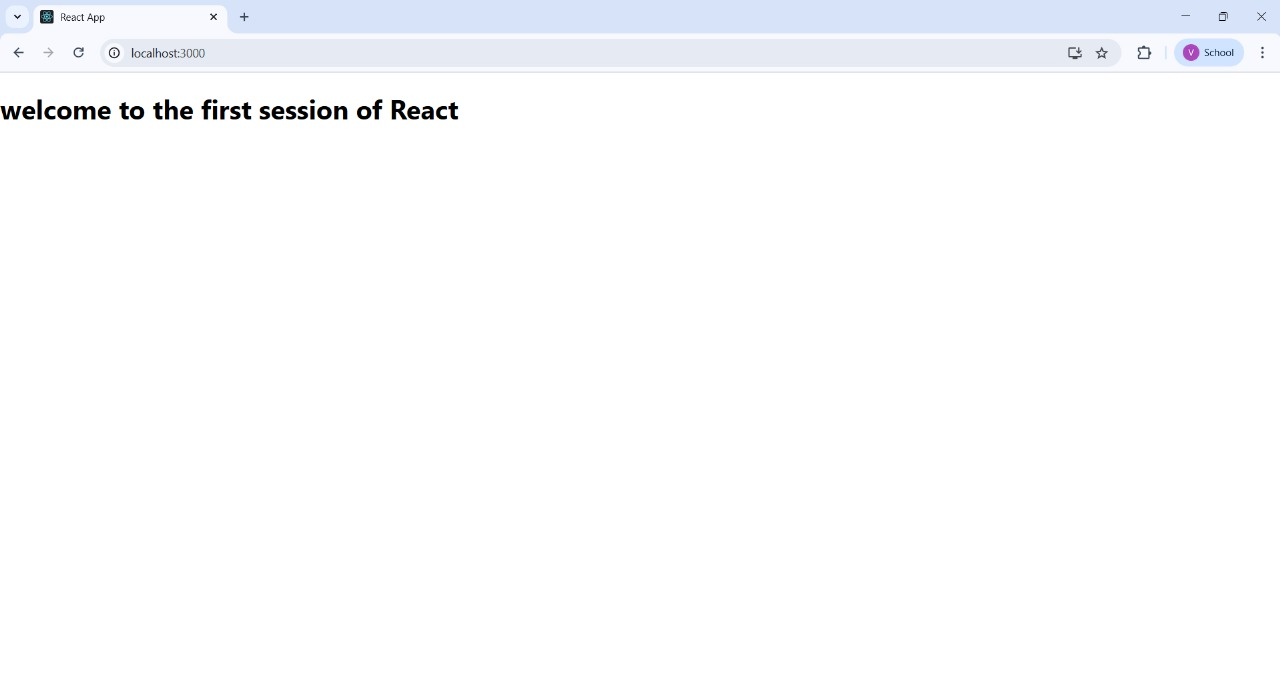 React App
localhost:3000
V School
welcome to the first session of React